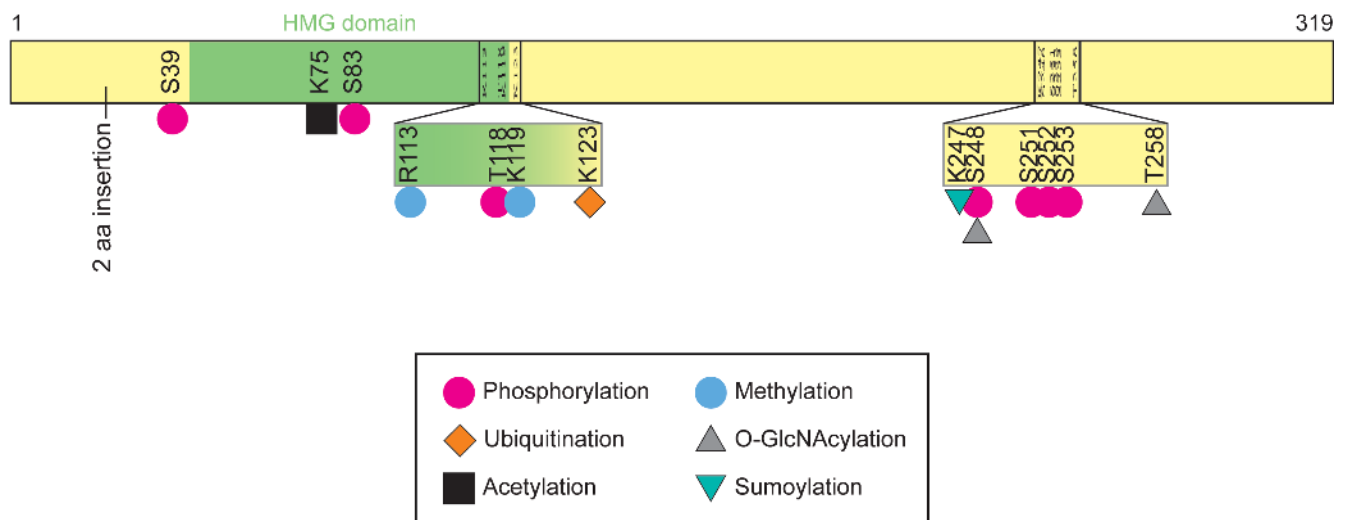 1
HMG domain
319
S39
K75
S83
2 aa insertion
R113
T118
K119
K123
K247
S248
S251
S252
S253
T258
Phosphorylation
Methylation
Ubiquitination
O-GlcNAcylation
Acetylation
Sumoylation